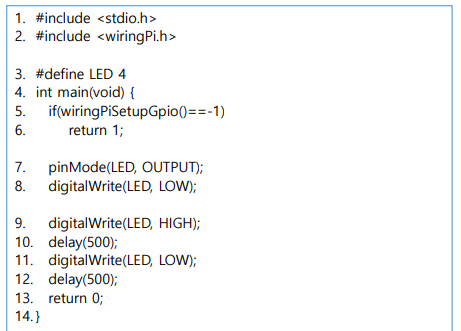 1. #include <stdio.h>
2. #include <wiringPi.h>
3. #define LED 4
4. int main(void) {
5. if(wiringPiSetupGpio()==-1)
6. return 1;
7. pinMode(LED, OUTPUT);
8. digitalWrite(LED, LOW);
9. digitalWrite(LED, HIGH);
10. delay(500);
11. digitalWrite(LED, LOW);
12. delay(500);
13. return 0;
14.}